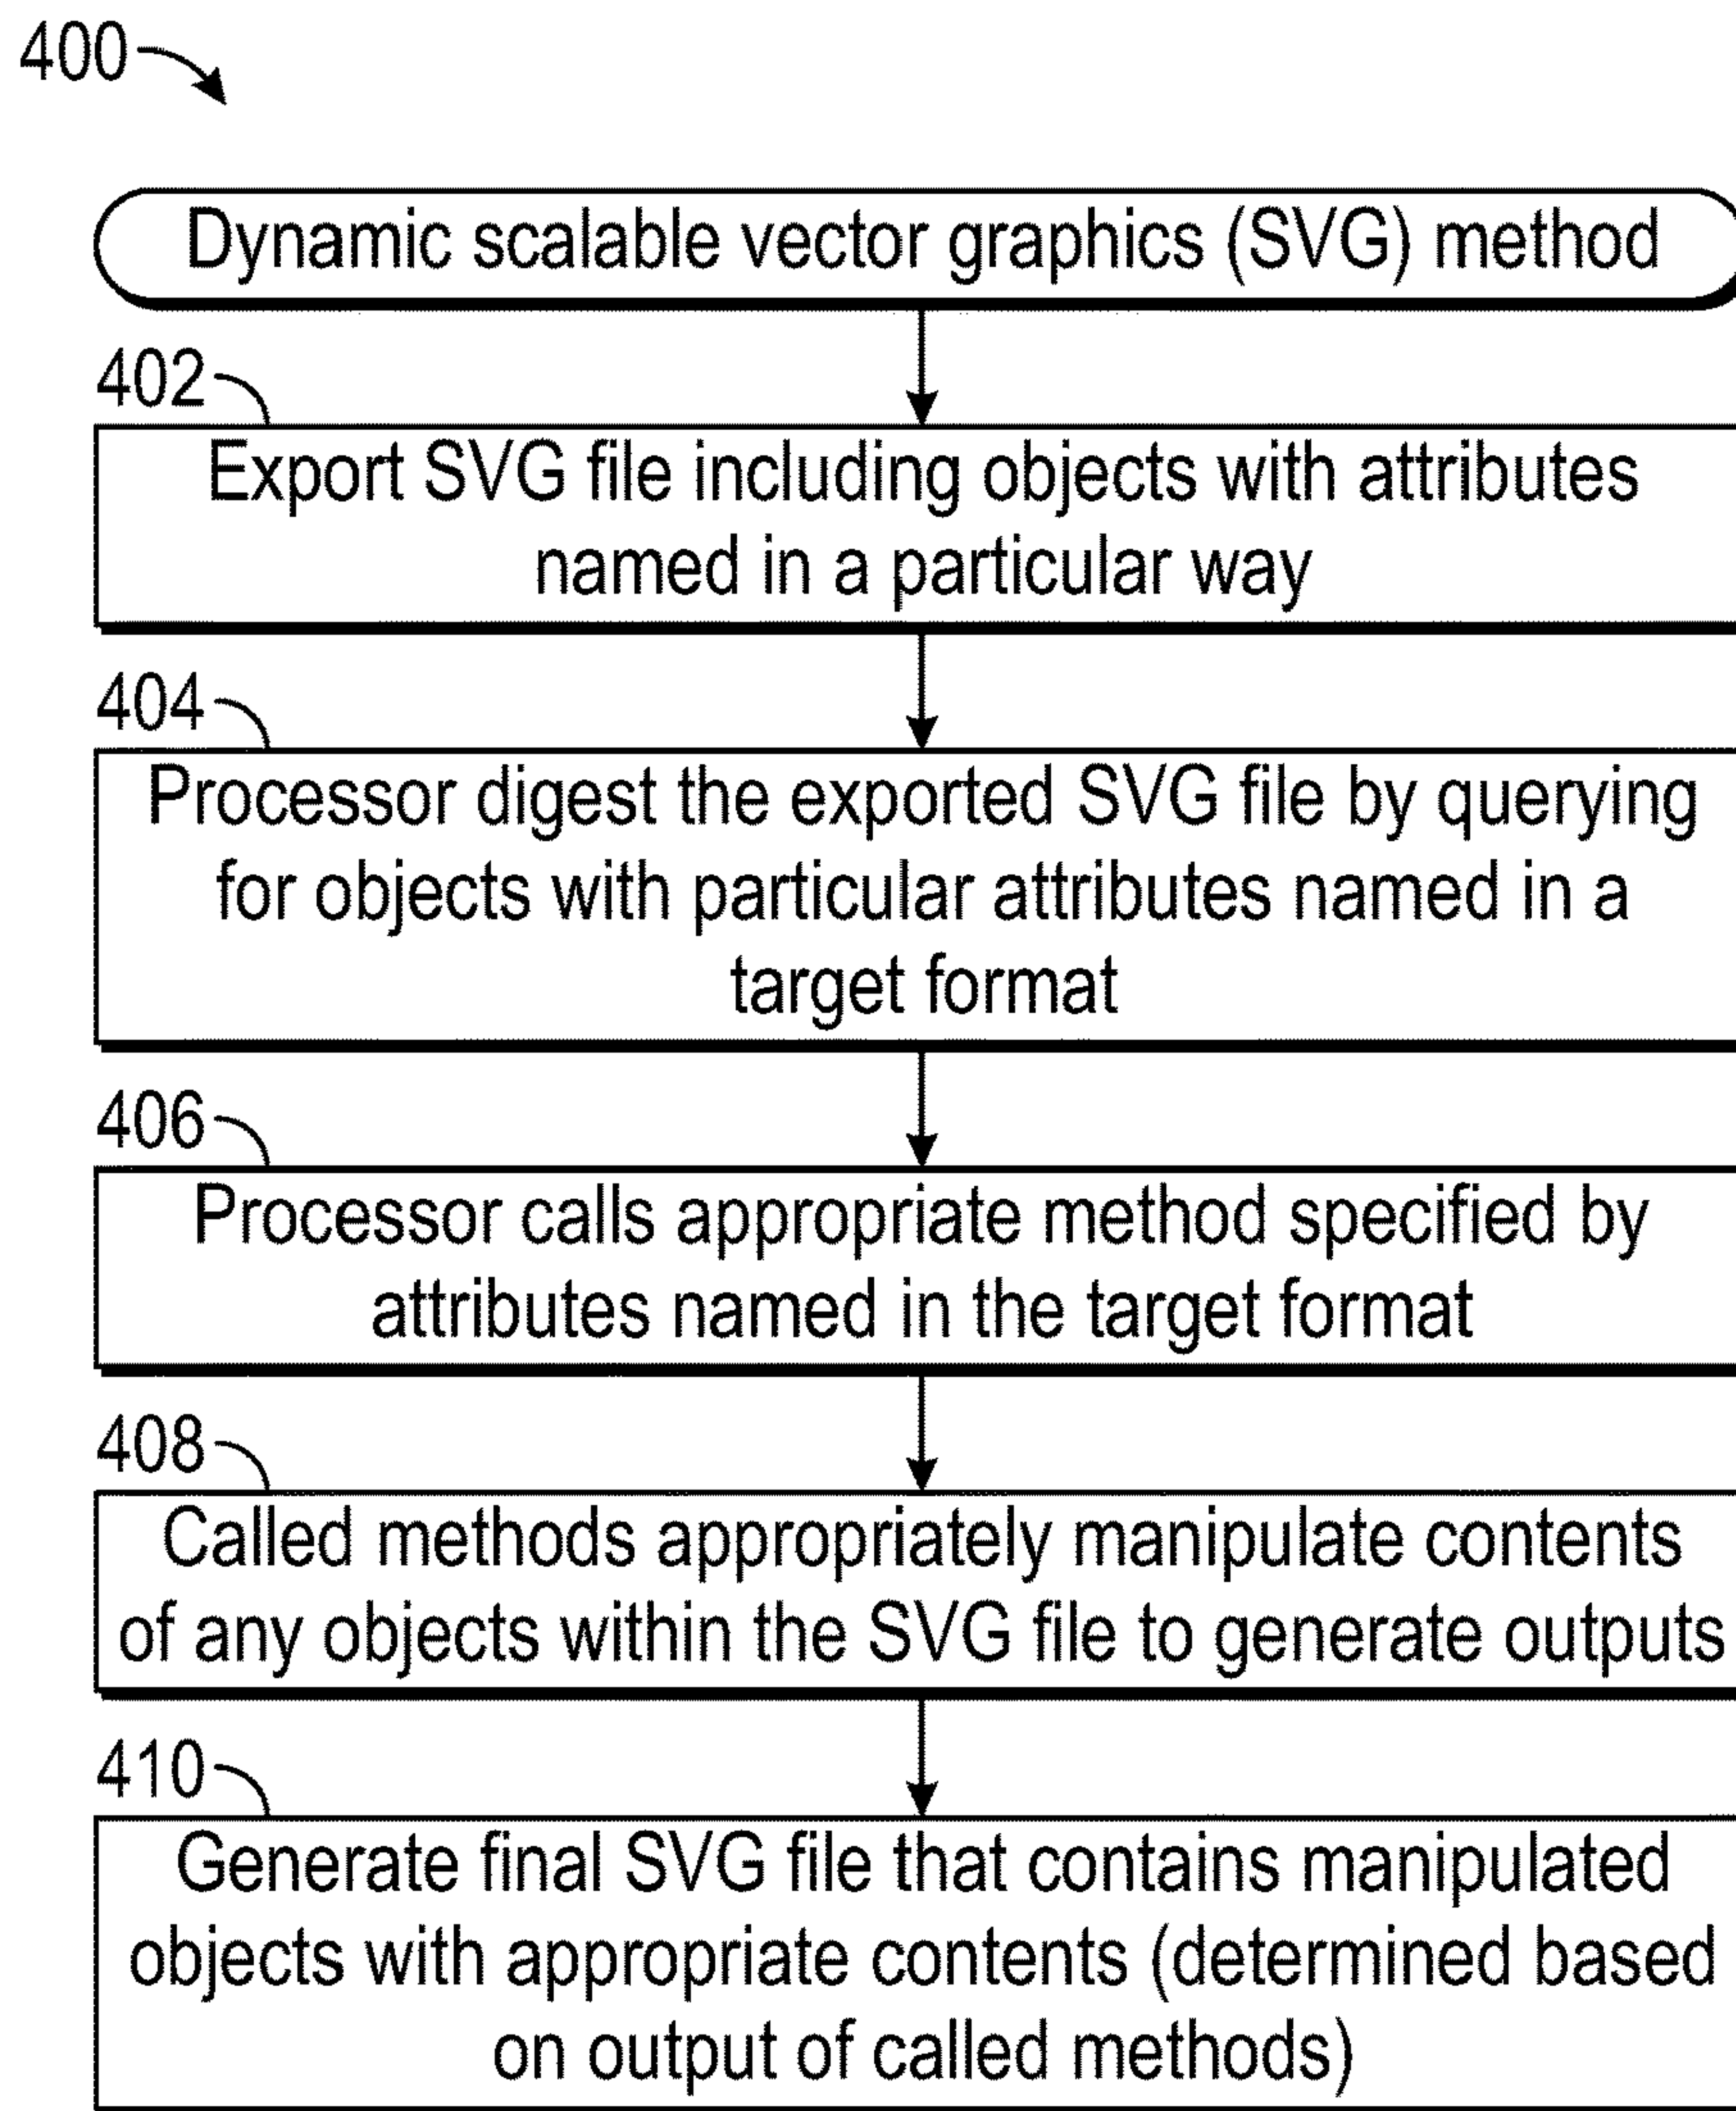 400
Dynamic scalable vector graphics (SVG) method
402
Export SVG file including objects with attributes
named in a particular way
404
Processor digest the exported SVG file by querying
for objects with particular attributes named in a
target format
406
Processor calls appropriate method specified by
attributes named in the target format
408
Called methods appropriately manipulate contents
of any objects within the SVG file to generate outputs
410
Generate final SVG file that contains manipulated
objects with appropriate contents (determined based
on output of called methods)